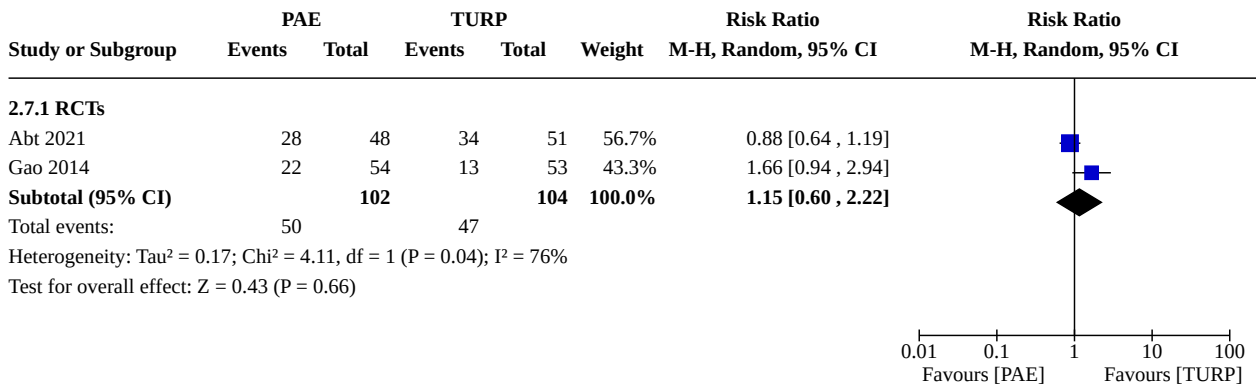 PAE TURP Risk Ratio Risk Ratio
Study or Subgroup Events Total Events Total Weight M-H, Random, 95% CI M-H, Random, 95% CI
2.7.1 RCTs
Abt 2021 28 48 34 51 56.7% 0.88 [0.64 , 1.19]
Gao 2014 22 54 13 53 43.3% 1.66 [0.94 , 2.94]
Subtotal (95% CI) 102 104 100.0% 1.15 [0.60 , 2.22]
Total events: 50 47
Heterogeneity: Tau² = 0.17; Chi² = 4.11, df = 1 (P = 0.04); I² = 76%
Test for overall effect: Z = 0.43 (P = 0.66)
0.01 0.1 1 10 100
Favours [PAE] Favours [TURP]